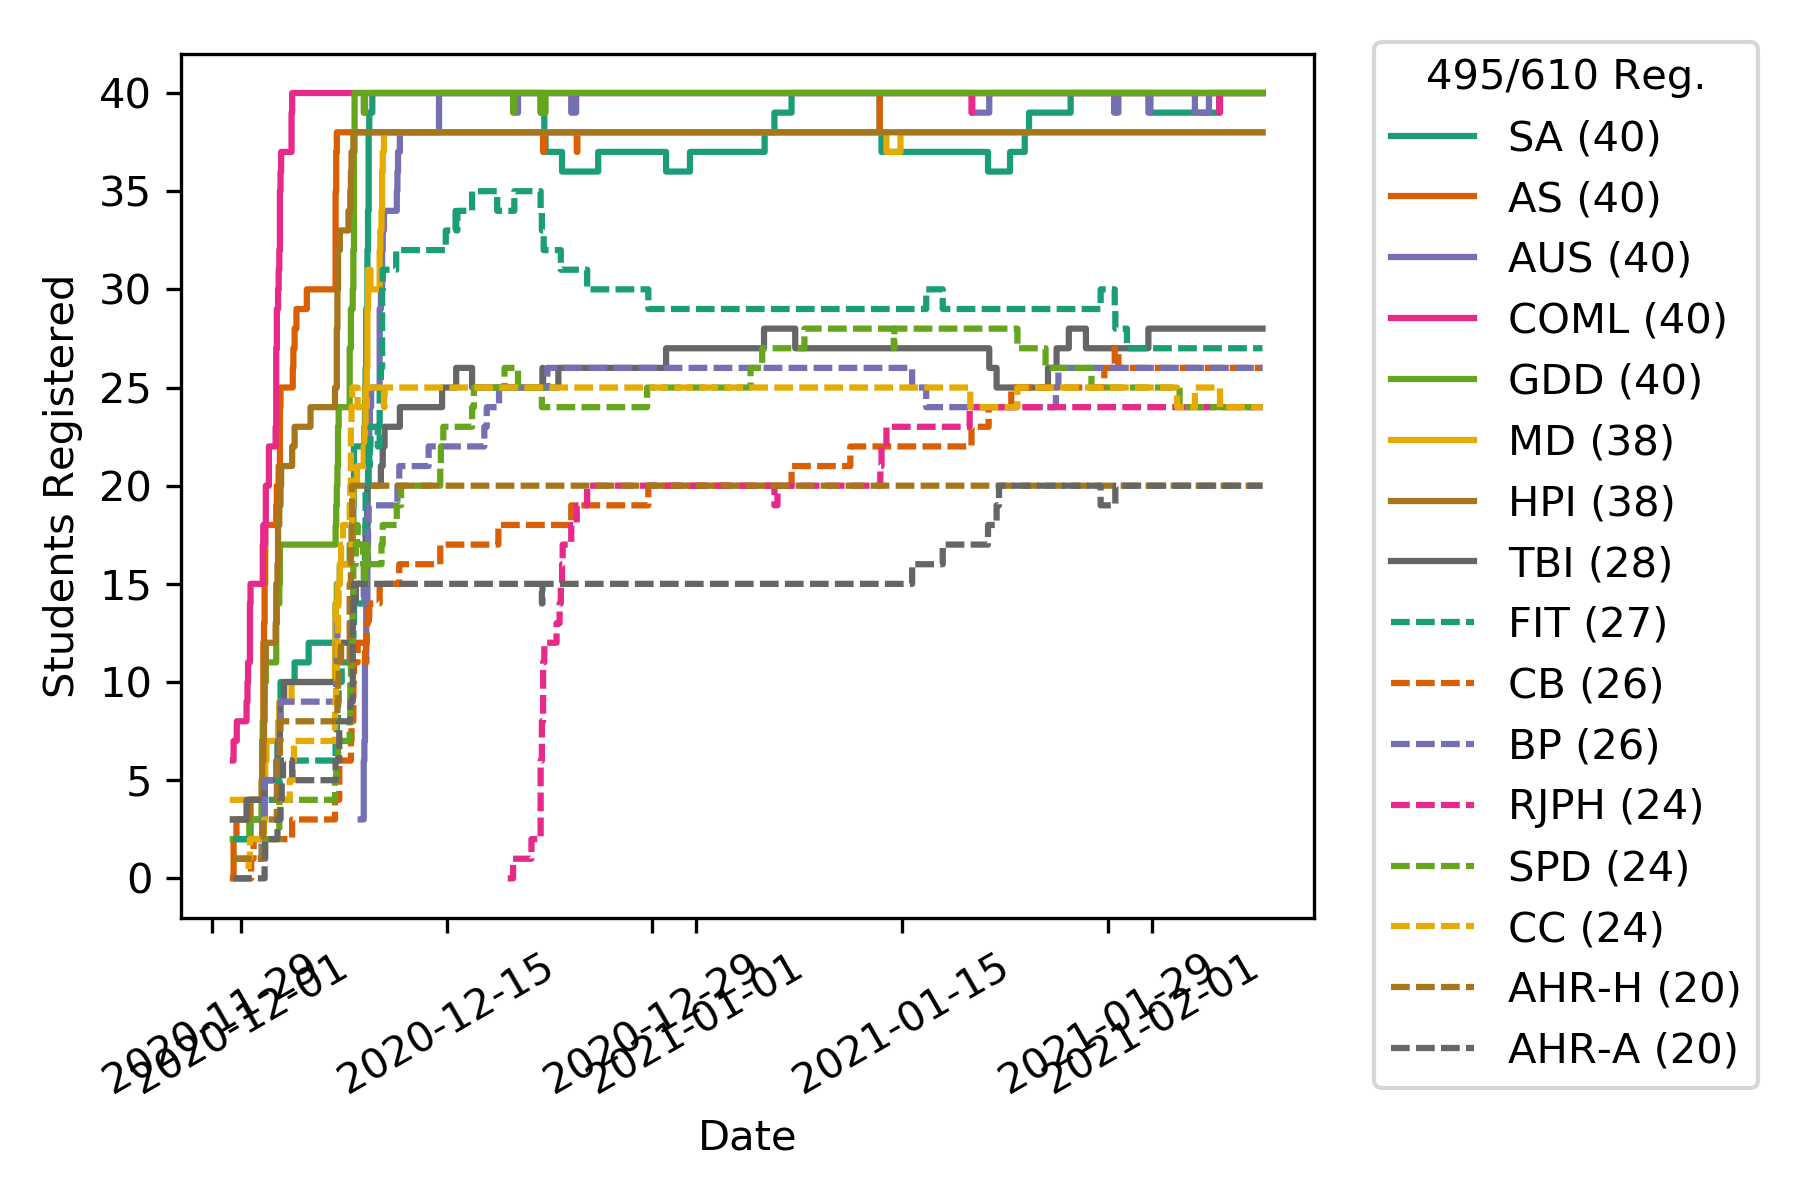 495/610 Reg.
SA (40)
AS (40)
AUS (40)
COML (40)
GDD (40)
MD (38)
HPI (38)
TBI (28)
FIT (27)
CB (26)
BP (26)
RJPH (24)
SPD (24)
CC (24)
AHR-H (20)
AHR-A (20)
Students Registered
40
35
30
25
20
15
10
5
0
2020-11-29
2020-12-01
2020-12-15
2020-12-29
2021-01-01
2021-01-15
2021-01-29
2021-02-01
Date